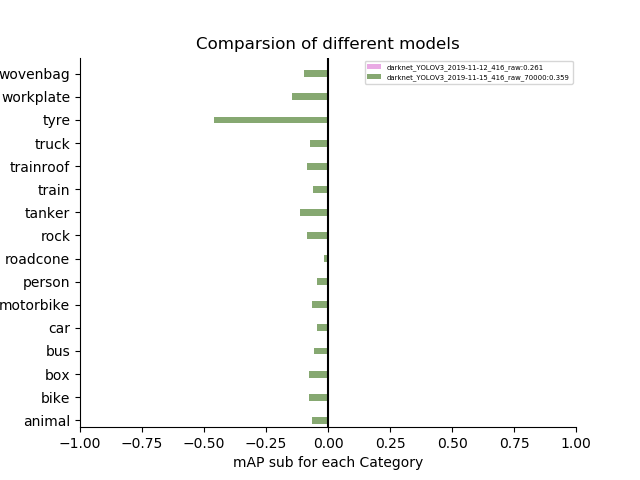 Comparsion of different models
darknet_YOLOV3_2019-11-12_416_raw:0.261
darknet_YOLOV3_2019-11-15_416_raw_70000:0.359
wovenbag
workplate
tyre
truck
trainroof
train
tanker
rock
roadcone
person
motorbike
car
bus
box
bike
animal
−1.00 −0.75 −0.50 −0.25 0.00 0.25 0.50 0.75 1.00
mAP sub for each Category